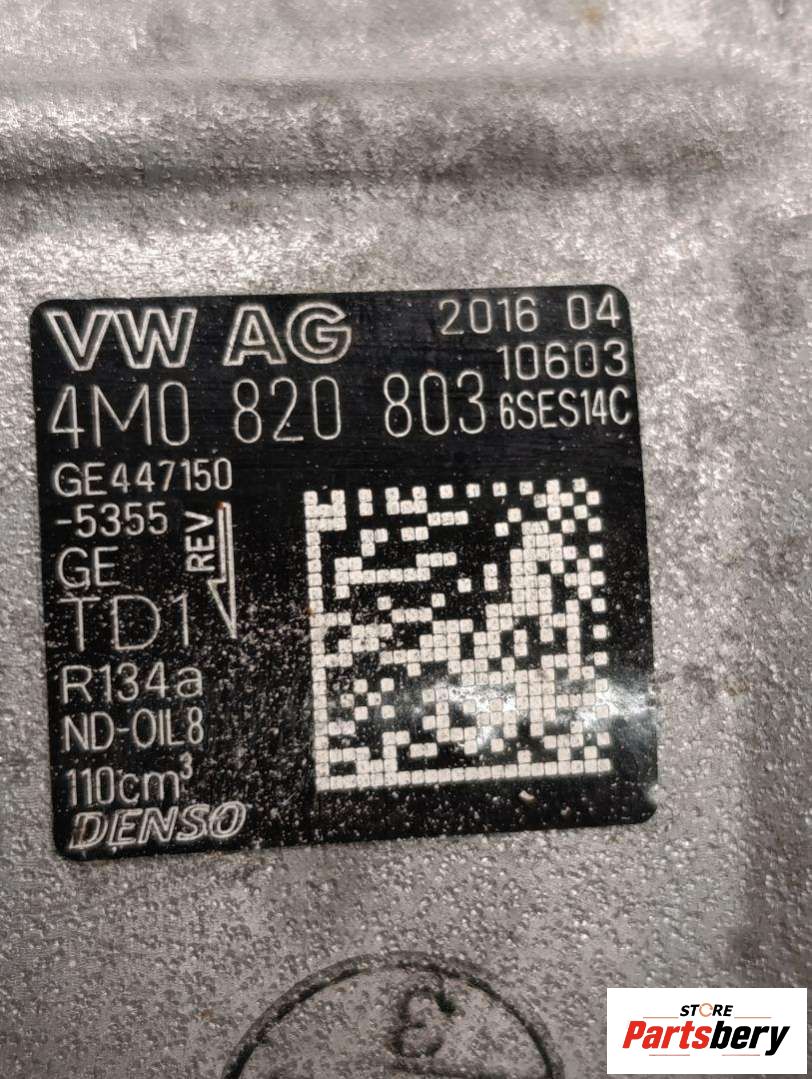 VW AG 2016 04
10603
4M0 820 803 6SES14C
GE447150
-5355
REV
GE
TD1
R134a
ND-OIL8
110cm³
DENSO
STORE
Partsbery